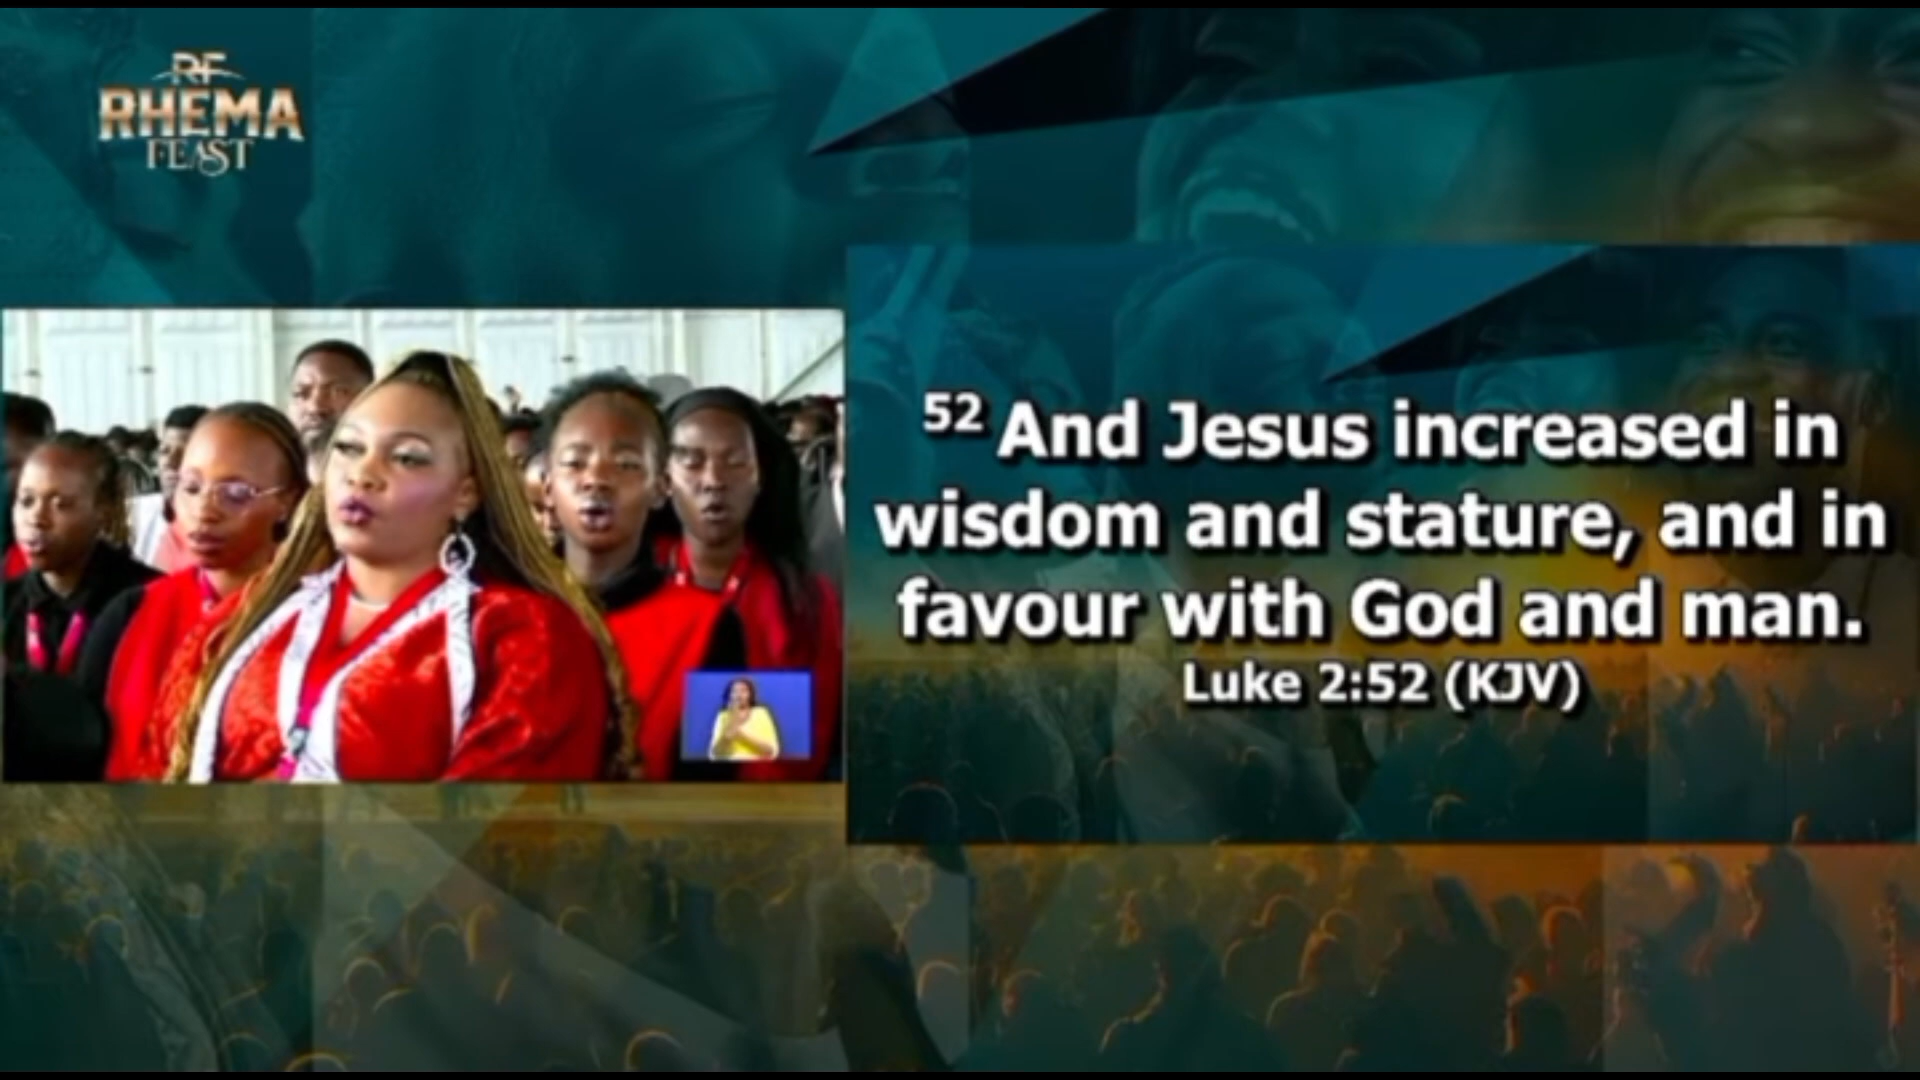 RF
RHEMA
FEAST
52 And Jesus increased in
wisdom and stature, and in
favour with God and man.
Luke 2:52 (KJV)